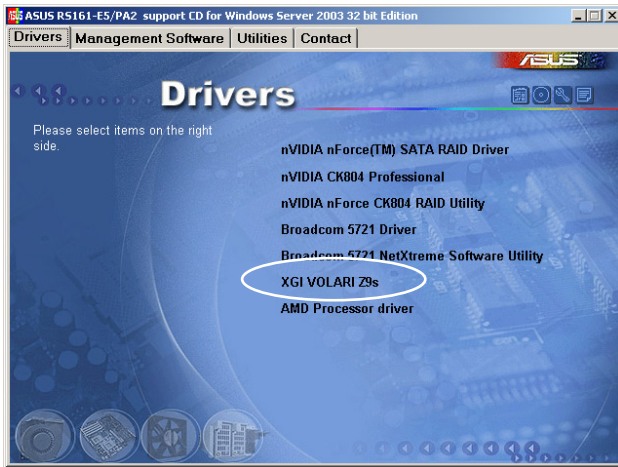 ASUS RS161-E5/PA2 support CD for Windows Server 2003 32 bit Edition
Drivers Management Software Utilities Contact
ASUS
Drivers
Please select items on the right
side.
nVIDIA nForce(TM) SATA RAID Driver
nVIDIA CK804 Professional
nVIDIA nForce CK804 RAID Utility
Broadcom 5721 Driver
Broadcom 5721 NetXtreme Software Utility
XGI VOLARI Z9s
AMD Processor driver